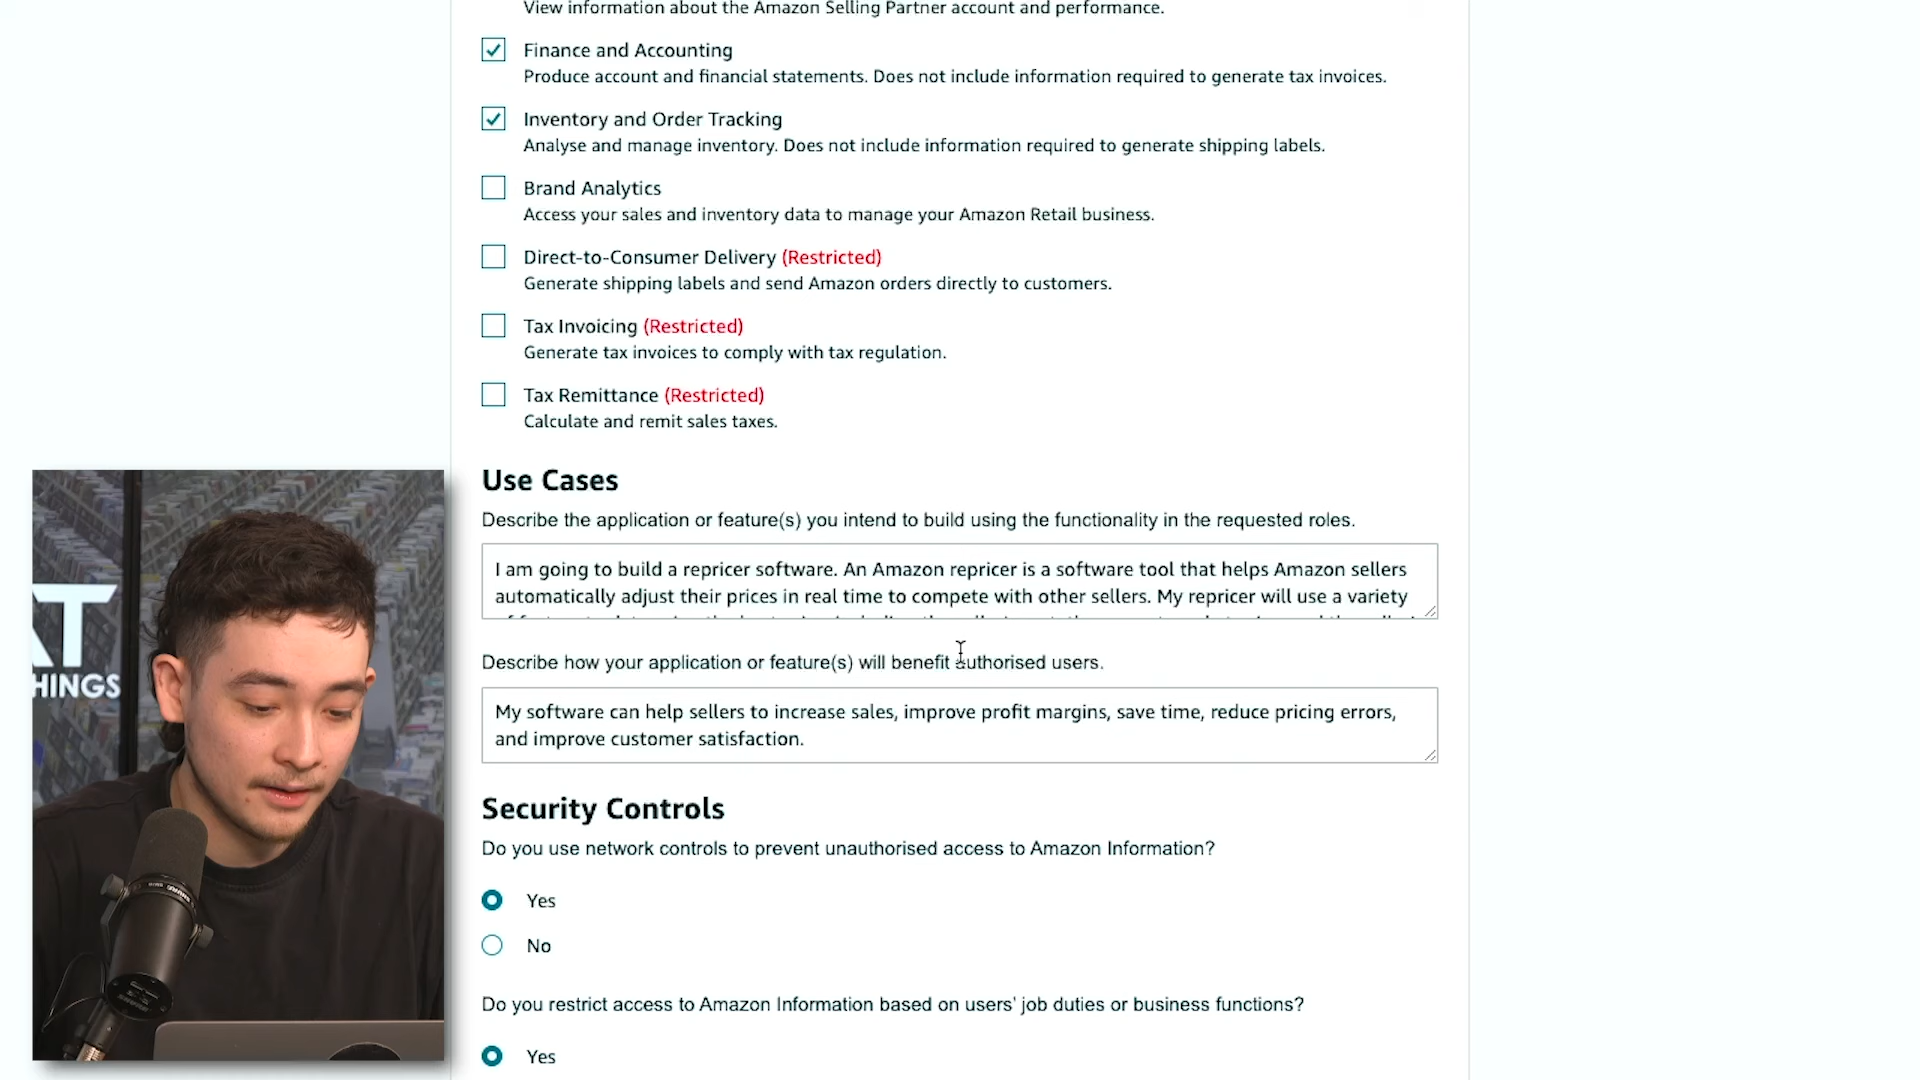 View information about the Amazon Selling Partner account and performance.
Finance and Accounting
Produce account and financial statements. Does not include information required to generate tax invoices.
Inventory and Order Tracking
Analyse and manage inventory. Does not include information required to generate shipping labels.
Brand Analytics
Access your sales and inventory data to manage your Amazon Retail business.
Direct-to-Consumer Delivery (Restricted)
Generate shipping labels and send Amazon orders directly to customers.
Tax Invoicing (Restricted)
Generate tax invoices to comply with tax regulation.
Tax Remittance (Restricted)
Calculate and remit sales taxes.
Use Cases
Describe the application or feature(s) you intend to build using the functionality in the requested roles.
I am going to build a repricer software. An Amazon repricer is a software tool that helps Amazon sellers
automatically adjust their prices in real time to compete with other sellers. My repricer will use a variety
Describe how your application or feature(s) will benefit authorised users.
My software can help sellers to increase sales, improve profit margins, save time, reduce pricing errors,
and improve customer satisfaction.
Security Controls
Do you use network controls to prevent unauthorised access to Amazon Information?
Yes
No
Do you restrict access to Amazon Information based on users' job duties or business functions?
Yes
AT
HINGS